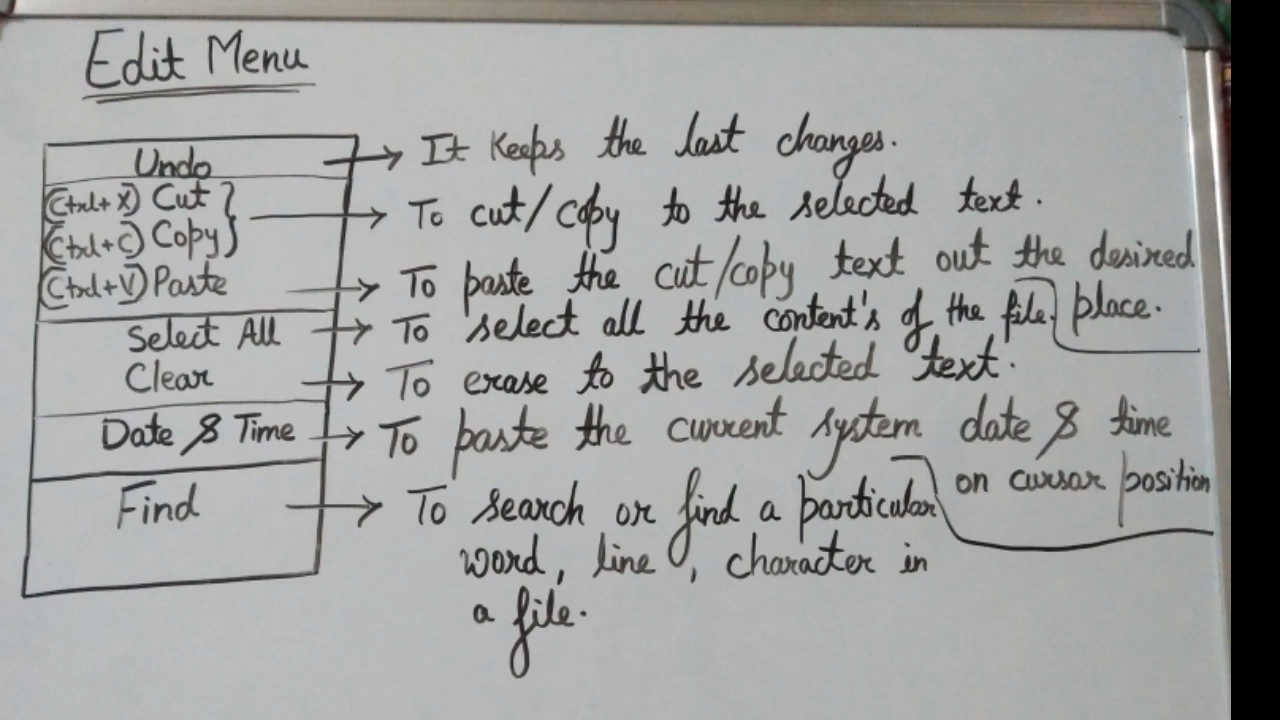 Edit Menu
Undo → It Keeps the last changes.
(Ctrl+X) Cut
(Ctrl+C) Copy } → To cut/copy to the selected text.
(Ctrl+V) Paste → To paste the cut/copy text out the desired place.
Select All → To select all the content's of the file.
Clear → To erase to the selected text.
Date & Time → To paste the current system date & time
on cursar position
Find → To search or find a particular
word, line, character in
a file.